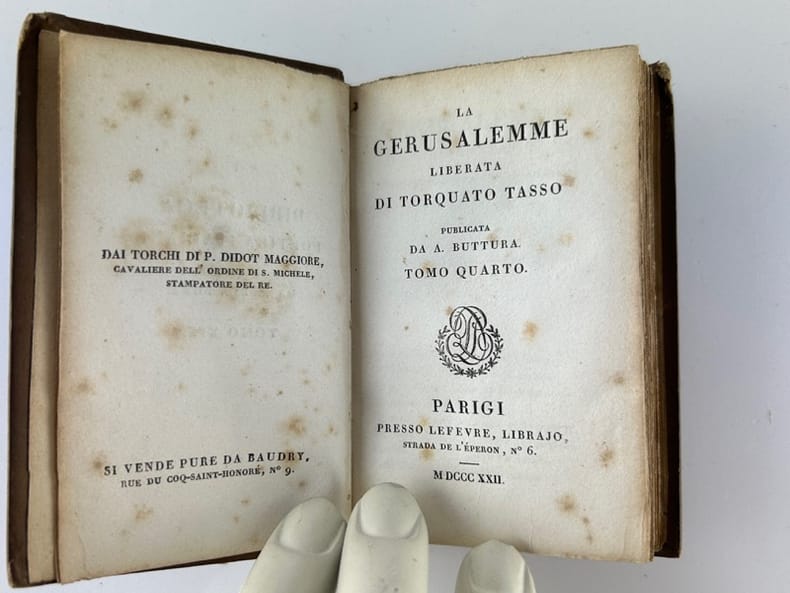 DAI TORCHI DI P. DIDOT MAGGIORE,
CAVALIERE DELL' ORDINE DI S. MICHELE,
STAMPATORE DEL RE.
SI VENDE PURE DA BAUDRY,
RUE DU COQ-SAINT-HONORÉ, Nº 9.
LA
GERUSALEMME
LIBERATA
DI TORQUATO TASSO
PUBLICATA
DA A. BUTTURA.
TOMO QUARTO.
PARIGI
PRESSO LEFEVRE, LIBRAJO,
STRADA DE L'ÉPERON, Nº 6.
M DCCC XXII.